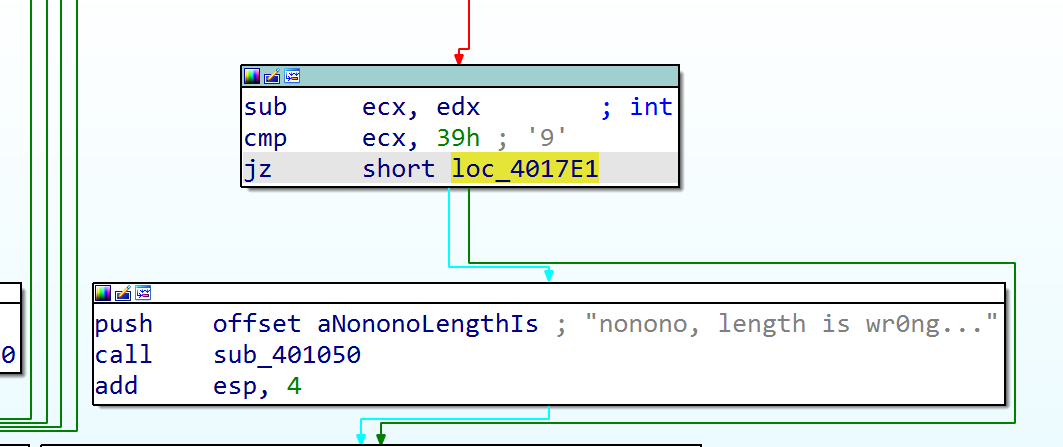 sub ecx, edx ; int
cmp ecx, 39h ; '9'
jz short loc_4017E1
push offset aNononoLengthIs ; "nonono, length is wr0ng..."
0 call sub_401050
add esp, 4